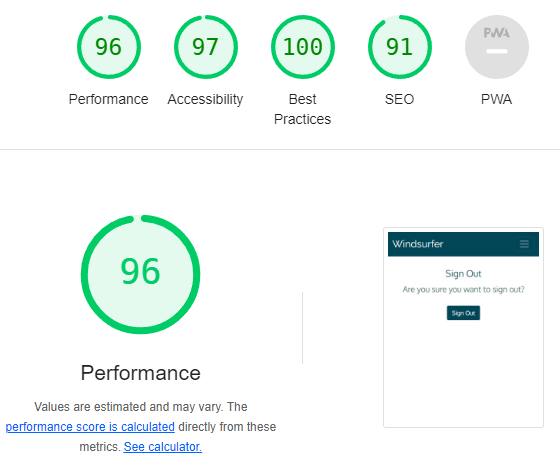 96 97 100 91 PWA
Performance Accessibility Best Practices SEO PWA
96
Performance
Values are estimated and may vary. The
performance score is calculated directly from these
metrics. See calculator.
Windsurfer
Sign Out
Are you sure you want to sign out?
Sign Out